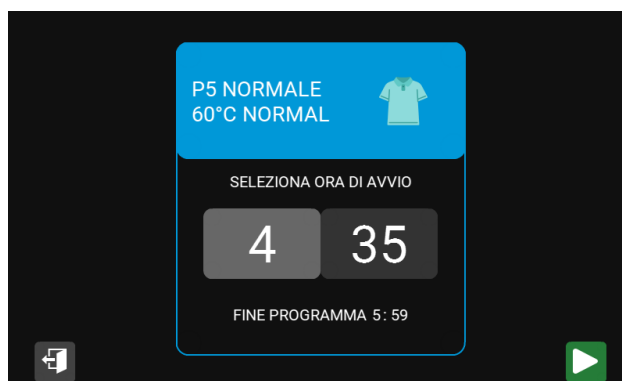 P5 NORMALE
60°C NORMAL
SELEZIONA ORA DI AVVIO
4 35
FINE PROGRAMMA 5: 59